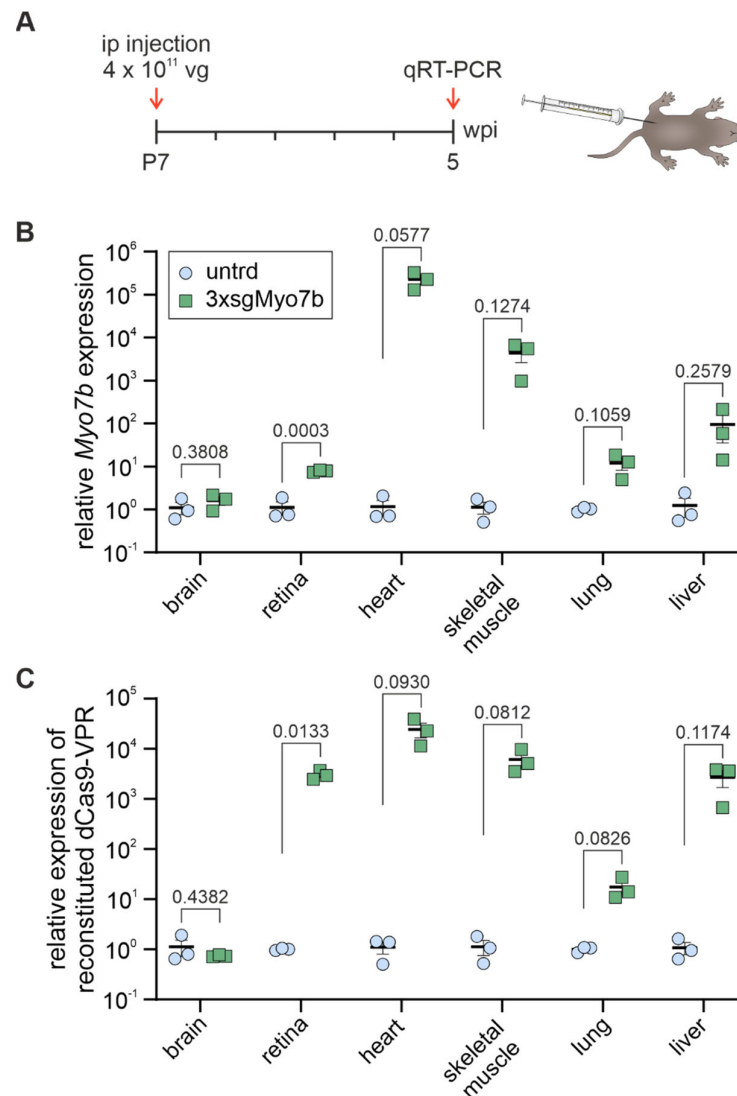 A
ip injection
4 x 10¹¹ vg
qRT-PCR
wpi
P7
5
B
relative Myo7b expression
10⁶
10⁵
10⁴
10³
10²
10¹
10⁰
10⁻¹
untrd
3xsgMyo7b
0.3808
0.0003
0.0577
0.1274
0.1059
0.2579
brain
retina
heart
skeletal
muscle
lung
liver
C
relative expression of
reconstituted dCas9-VPR
10⁵
10⁴
10³
10²
10¹
10⁰
10⁻¹
0.4382
0.0133
0.0930
0.0812
0.0826
0.1174
brain
retina
heart
skeletal
muscle
lung
liver